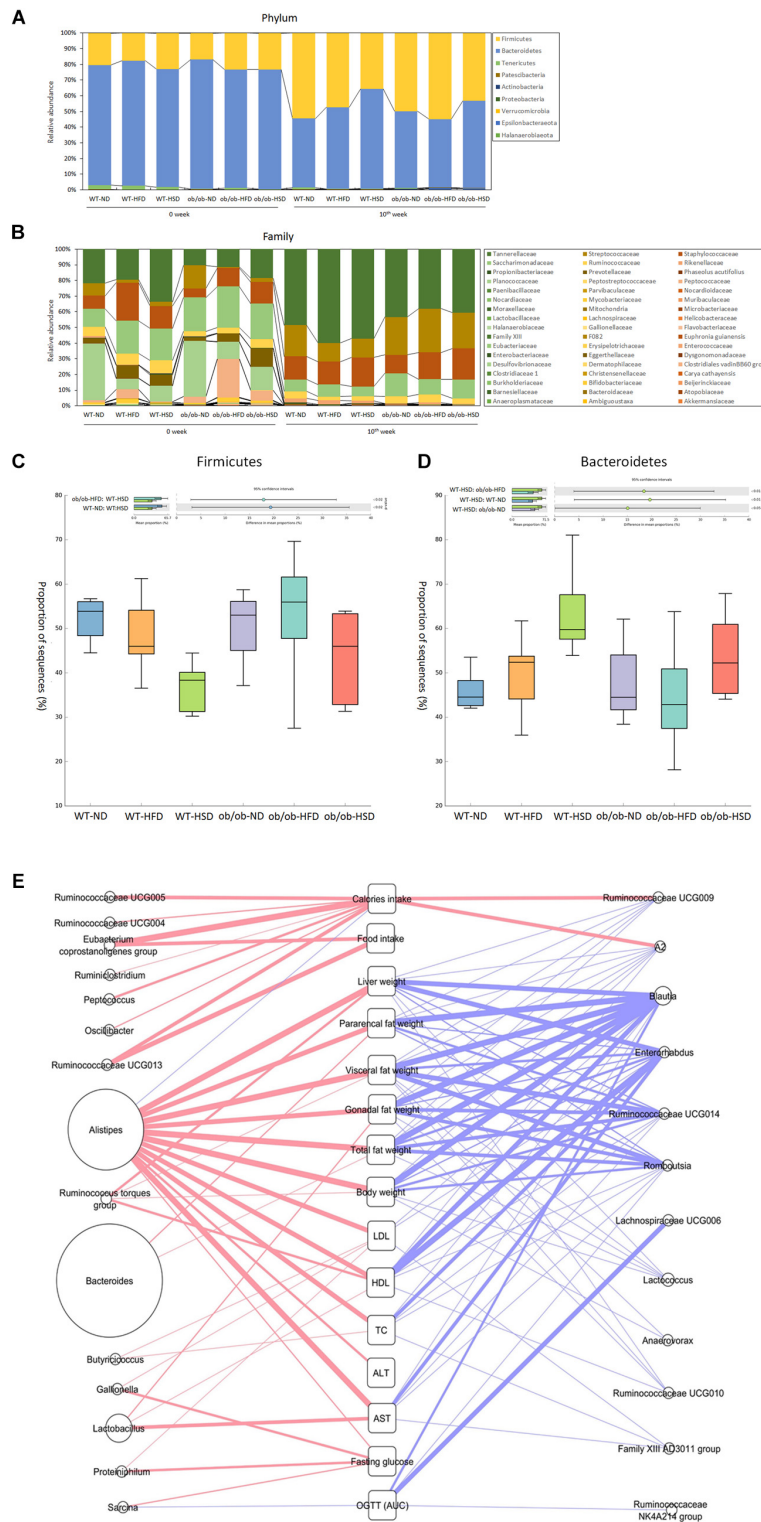 A
Phylum
100%
90%
80%
70%
60%
50%
40%
30%
20%
10%
0%
Relative abundance
WT-ND WT-HFD WT-HSD ob/ob-ND ob/ob-HFD ob/ob-HSD WT-ND WT-HFD WT-HSD ob/ob-ND ob/ob-HFD ob/ob-HSD
0 week 10th week
Firmicutes
Bacteroidetes
Tenericutes
Patescibacteria
Actinobacteria
Proteobacteria
Verrucomicrobia
Epsilonbacteraeota
Halanaerobiaeota
B
Family
100%
90%
80%
70%
60%
50%
40%
30%
20%
10%
0%
Relative abundance
WT-ND WT-HFD WT-HSD ob/ob-ND ob/ob-HFD ob/ob-HSD WT-ND WT-HFD WT-HSD ob/ob-ND ob/ob-HFD ob/ob-HSD
0 week 10th week
Tannerellaceae Streptococcaceae Staphylococcaceae
Saccharimonadaceae Ruminococcaceae Rikenellaceae
Propionibacteriaceae Prevotellaceae Phaseolus acutifolius
Planococcaceae Peptostreptococcaceae Peptococcaceae
Paenibacillaceae Parvibaculaceae Nocardioidaceae
Nocardiaceae Mycobacteriaceae Muribaculaceae
Moraxellaceae Mitochondria Microbacteriaceae
Lactobacillaceae Lachnospiraceae Helicobacteraceae
Halanaerobiaceae Gallionellaceae Flavobacteriaceae
Family XIII F082 Euphronia guianensis
Eubacteriaceae Erysipelotrichaceae Enterococcaceae
Enterobacteriaceae Eggerthellaceae Dysgonomonadaceae
Desulfovibrionaceae Dermatophilaceae Clostridiales vadinBB60 gro
Clostridiaceae 1 Christensenellaceae Carya cathayensis
Burkholderiaceae Bifidobacteriaceae Beijerinckiaceae
Barnesiellaceae Bacteroidaceae Atopobiaceae
Anaeroplasmataceae Ambiguoustaxa Akkermansiaceae
C
Firmicutes
ob/ob-HFD: WT-HSD
WT-ND: WT:HSD
95% confidence intervals
Mean proportion (%)
Difference in mean proportions (%)
80
70
60
50
40
30
20
10
Proportion of sequences (%)
WT-ND WT-HFD WT-HSD ob/ob-ND ob/ob-HFD ob/ob-HSD
D
Bacteroidetes
WT-HSD: ob/ob-HFD
WT-HSD: WT-ND
WT-HSD: ob/ob-ND
95% confidence intervals
Mean proportion (%)
Difference in mean proportions (%)
90
80
70
60
50
40
30
20
Proportion of sequences (%)
WT-ND WT-HFD WT-HSD ob/ob-ND ob/ob-HFD ob/ob-HSD
E
Ruminococcaceae UCG005
Ruminococcaceae UCG004
Eubacterium
coprostanoligenes group
Ruminiclostridium
Peptococcus
Oscillibacter
Ruminococcaceae UCG013
Alistipes
Ruminococcus torques
group
Bacteroides
Butyricicoccus
Gallionella
Lactobacillus
Proteiniphilum
Sarcina
Calories intake
Food intake
Liver weight
Pararencal fat weight
Visceral fat weight
Gonadal fat weight
Total fat weight
Body weight
LDL
HDL
TC
ALT
AST
Fasting glucose
OGTT (AUC)
Ruminococcaceae UCG009
A2
Blautia
Enterorhabdus
Ruminococcaceae UCG014
Romboutsia
Lachnospiraceae UCG006
Lactococcus
Anaerovorax
Ruminococcaceae UCG010
Family XIII AD3011 group
Ruminococcaceae
NK4A214 group